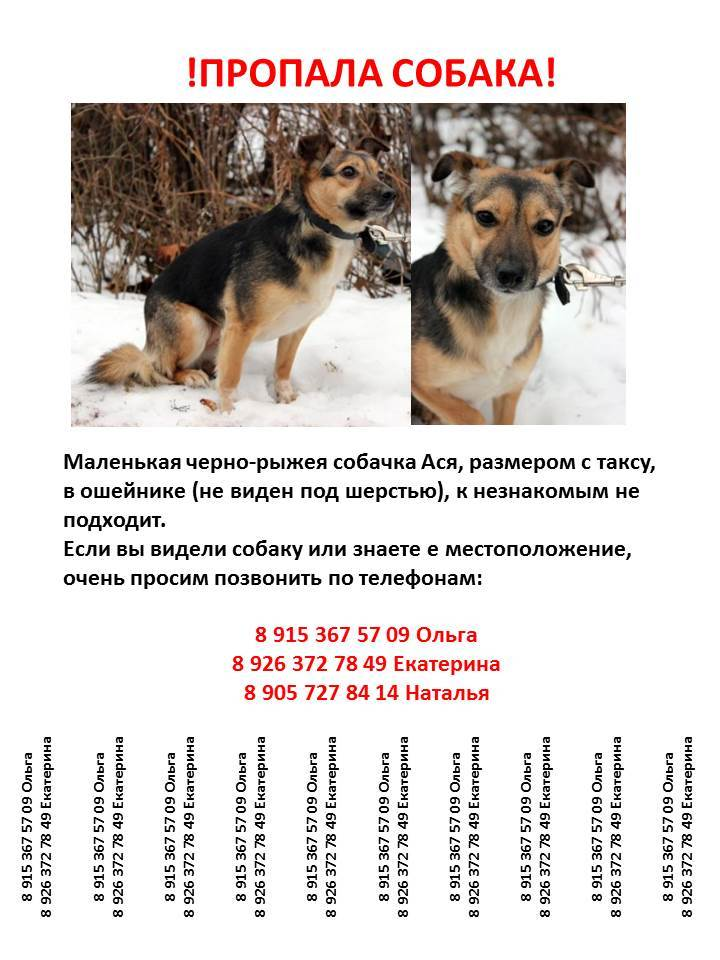 !ПРОПАЛА СОБАКА!
Маленькая черно-рыжея собачка Ася, размером с таксу,
в ошейнике (не виден под шерстью), к незнакомым не
подходит.
Если вы видели собаку или знаете е местоположение,
очень просим позвонить по телефонам:
8 915 367 57 09 Ольга
8 926 372 78 49 Екатерина
8 905 727 84 14 Наталья
8 915 367 57 09 Ольга
8 926 372 78 49 Екатерина
8 915 367 57 09 Ольга
8 926 372 78 49 Екатерина
8 915 367 57 09 Ольга
8 926 372 78 49 Екатерина
8 915 367 57 09 Ольга
8 926 372 78 49 Екатерина
8 915 367 57 09 Ольга
8 926 372 78 49 Екатерина
8 915 367 57 09 Ольга
8 926 372 78 49 Екатерина
8 915 367 57 09 Ольга
8 926 372 78 49 Екатерина
8 915 367 57 09 Ольга
8 926 372 78 49 Екатерина
8 915 367 57 09 Ольга
8 926 372 78 49 Екатерина
8 915 367 57 09 Ольга
8 926 372 78 49 Екатерина